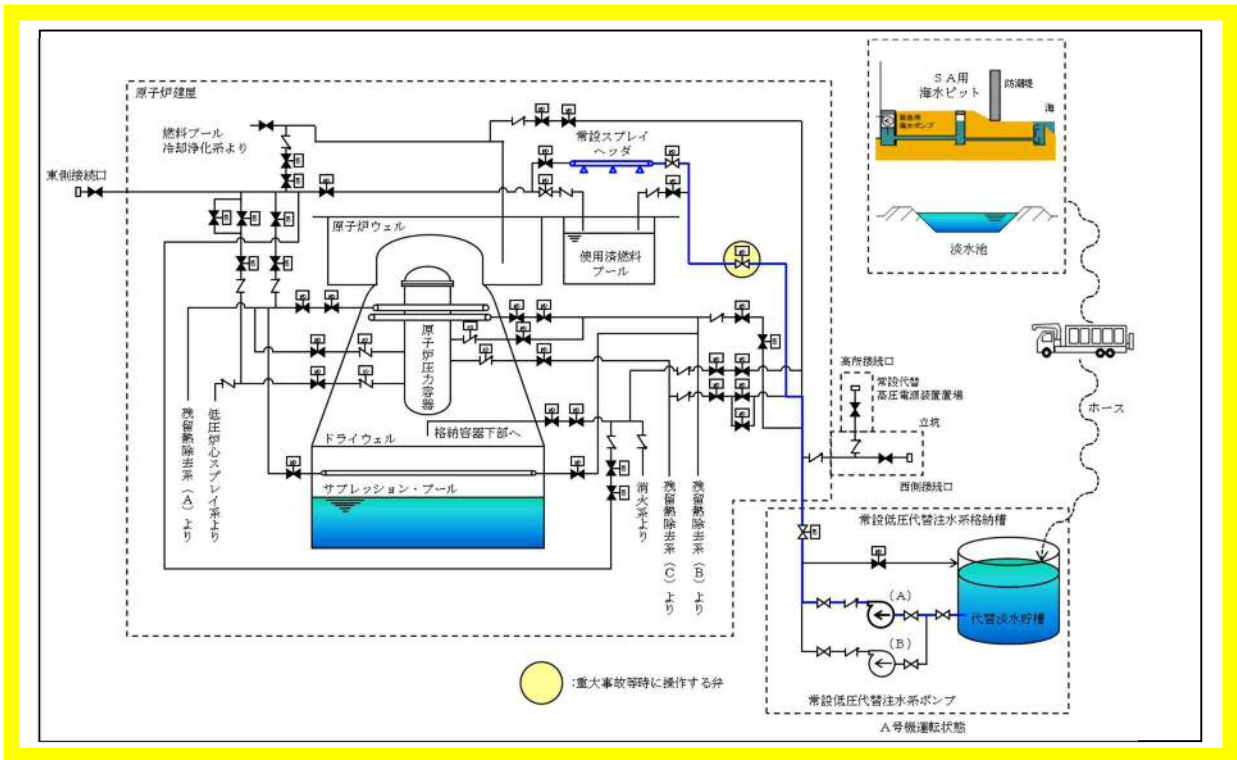 原子炉建屋
燃料プール
冷却浄化系より
東側接続口
常設スプレイ
ヘッダ
原子炉ウェル
使用済燃料
プール
原子炉圧力容器
ドライウェル
格納容器下部へ
サプレッション・プール
残留熱除去系(A)より
低圧炉心スプレイ系より
消火系より
残留熱除去系(C)より
残留熱除去系(B)より
SA用
海水ピット
防潮堤
海
緊急用
海水ポンプ
淡水池
高所接続口
常設代替
高圧電源装置置場
立坑
西側接続口
ホース
常設低圧代替注水系格納槽
(A)
(B)
代替淡水貯槽
常設低圧代替注水系ポンプ
A号機運転状態
:重大事故等時に操作する弁